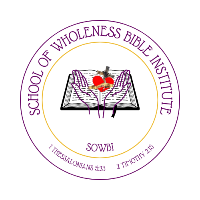 SCHOOL OF WHOLENESS BIBLE INSTITUTE
SOWBI
1 THESSALONIANS 5:23
2 TIMOTHY 2:15